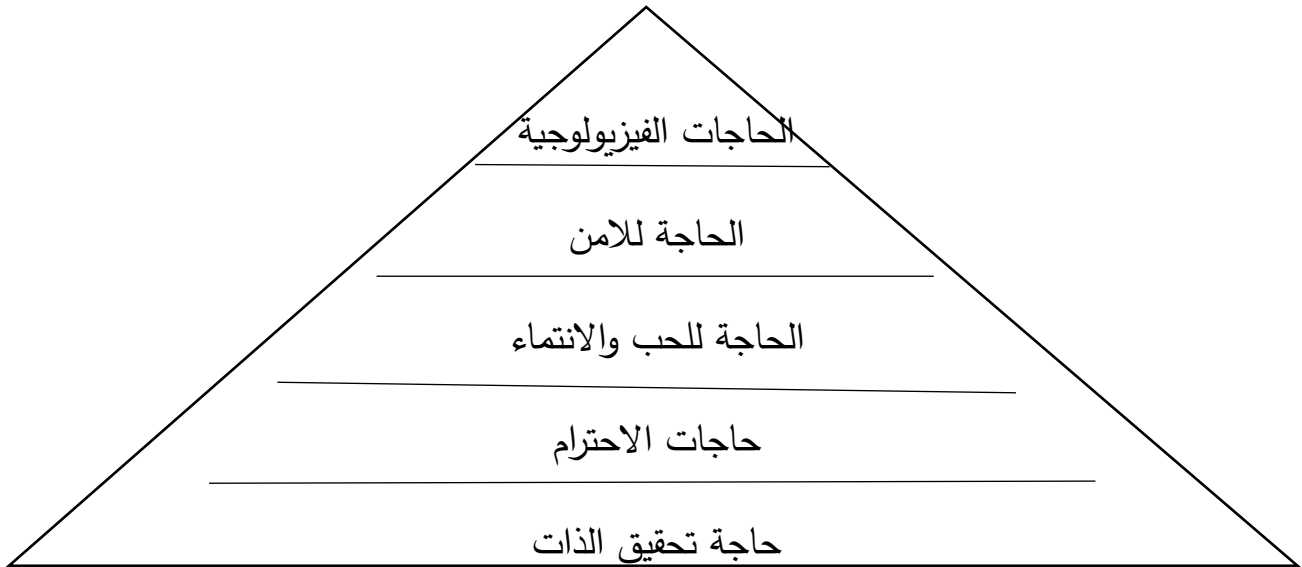 الحاجات الفيزيولوجية
الحاجة للامن
الحاجة للحب والانتماء
حاجات الاحترام
حاجة تحقيق الذات